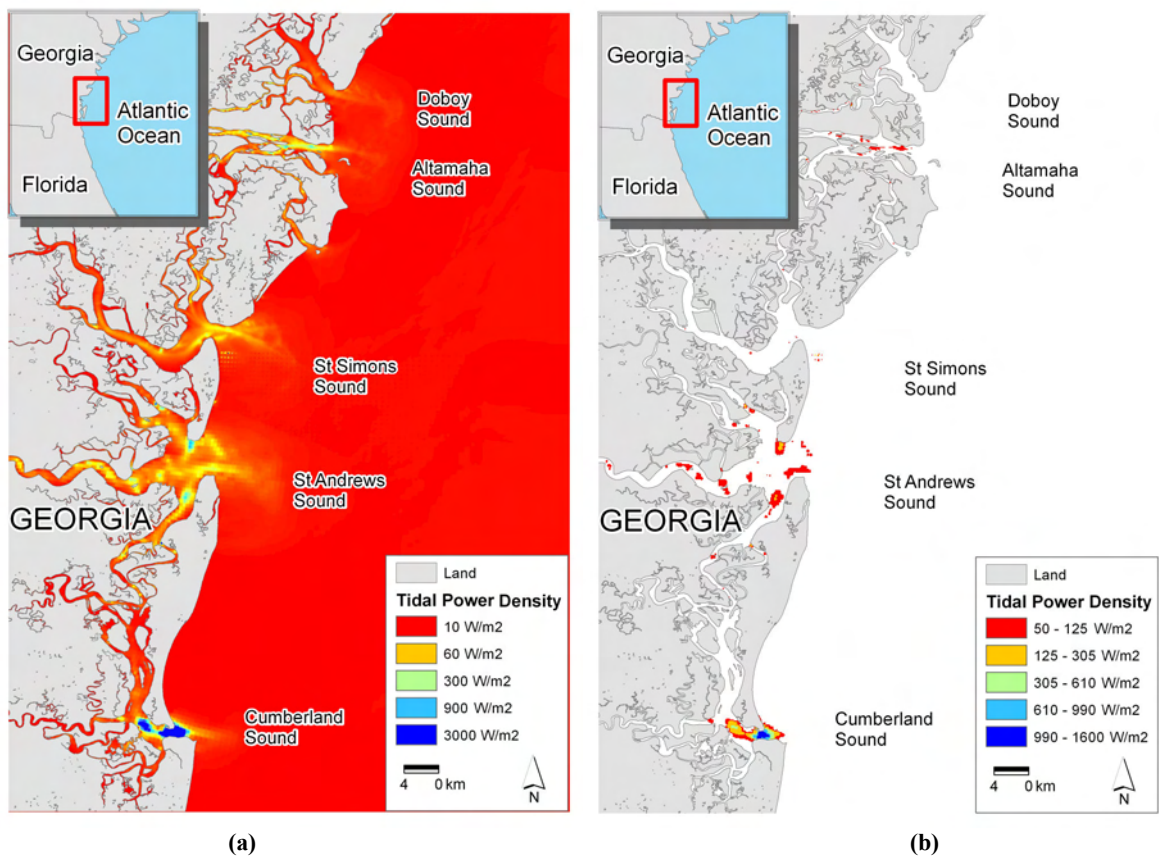 Georgia
Atlantic
Ocean
Florida
Doboy
Sound
Altamaha
Sound
St Simons
Sound
St Andrews
Sound
GEORGIA
Cumberland
Sound
Land
Tidal Power Density
10 W/m2
60 W/m2
300 W/m2
900 W/m2
3000 W/m2
4 0 km
N
(a)
Georgia
Atlantic
Ocean
Florida
Doboy
Sound
Altamaha
Sound
St Simons
Sound
St Andrews
Sound
GEORGIA
Cumberland
Sound
Land
Tidal Power Density
50 - 125 W/m2
125 - 305 W/m2
305 - 610 W/m2
610 - 990 W/m2
990 - 1600 W/m2
4 0 km
N
(b)